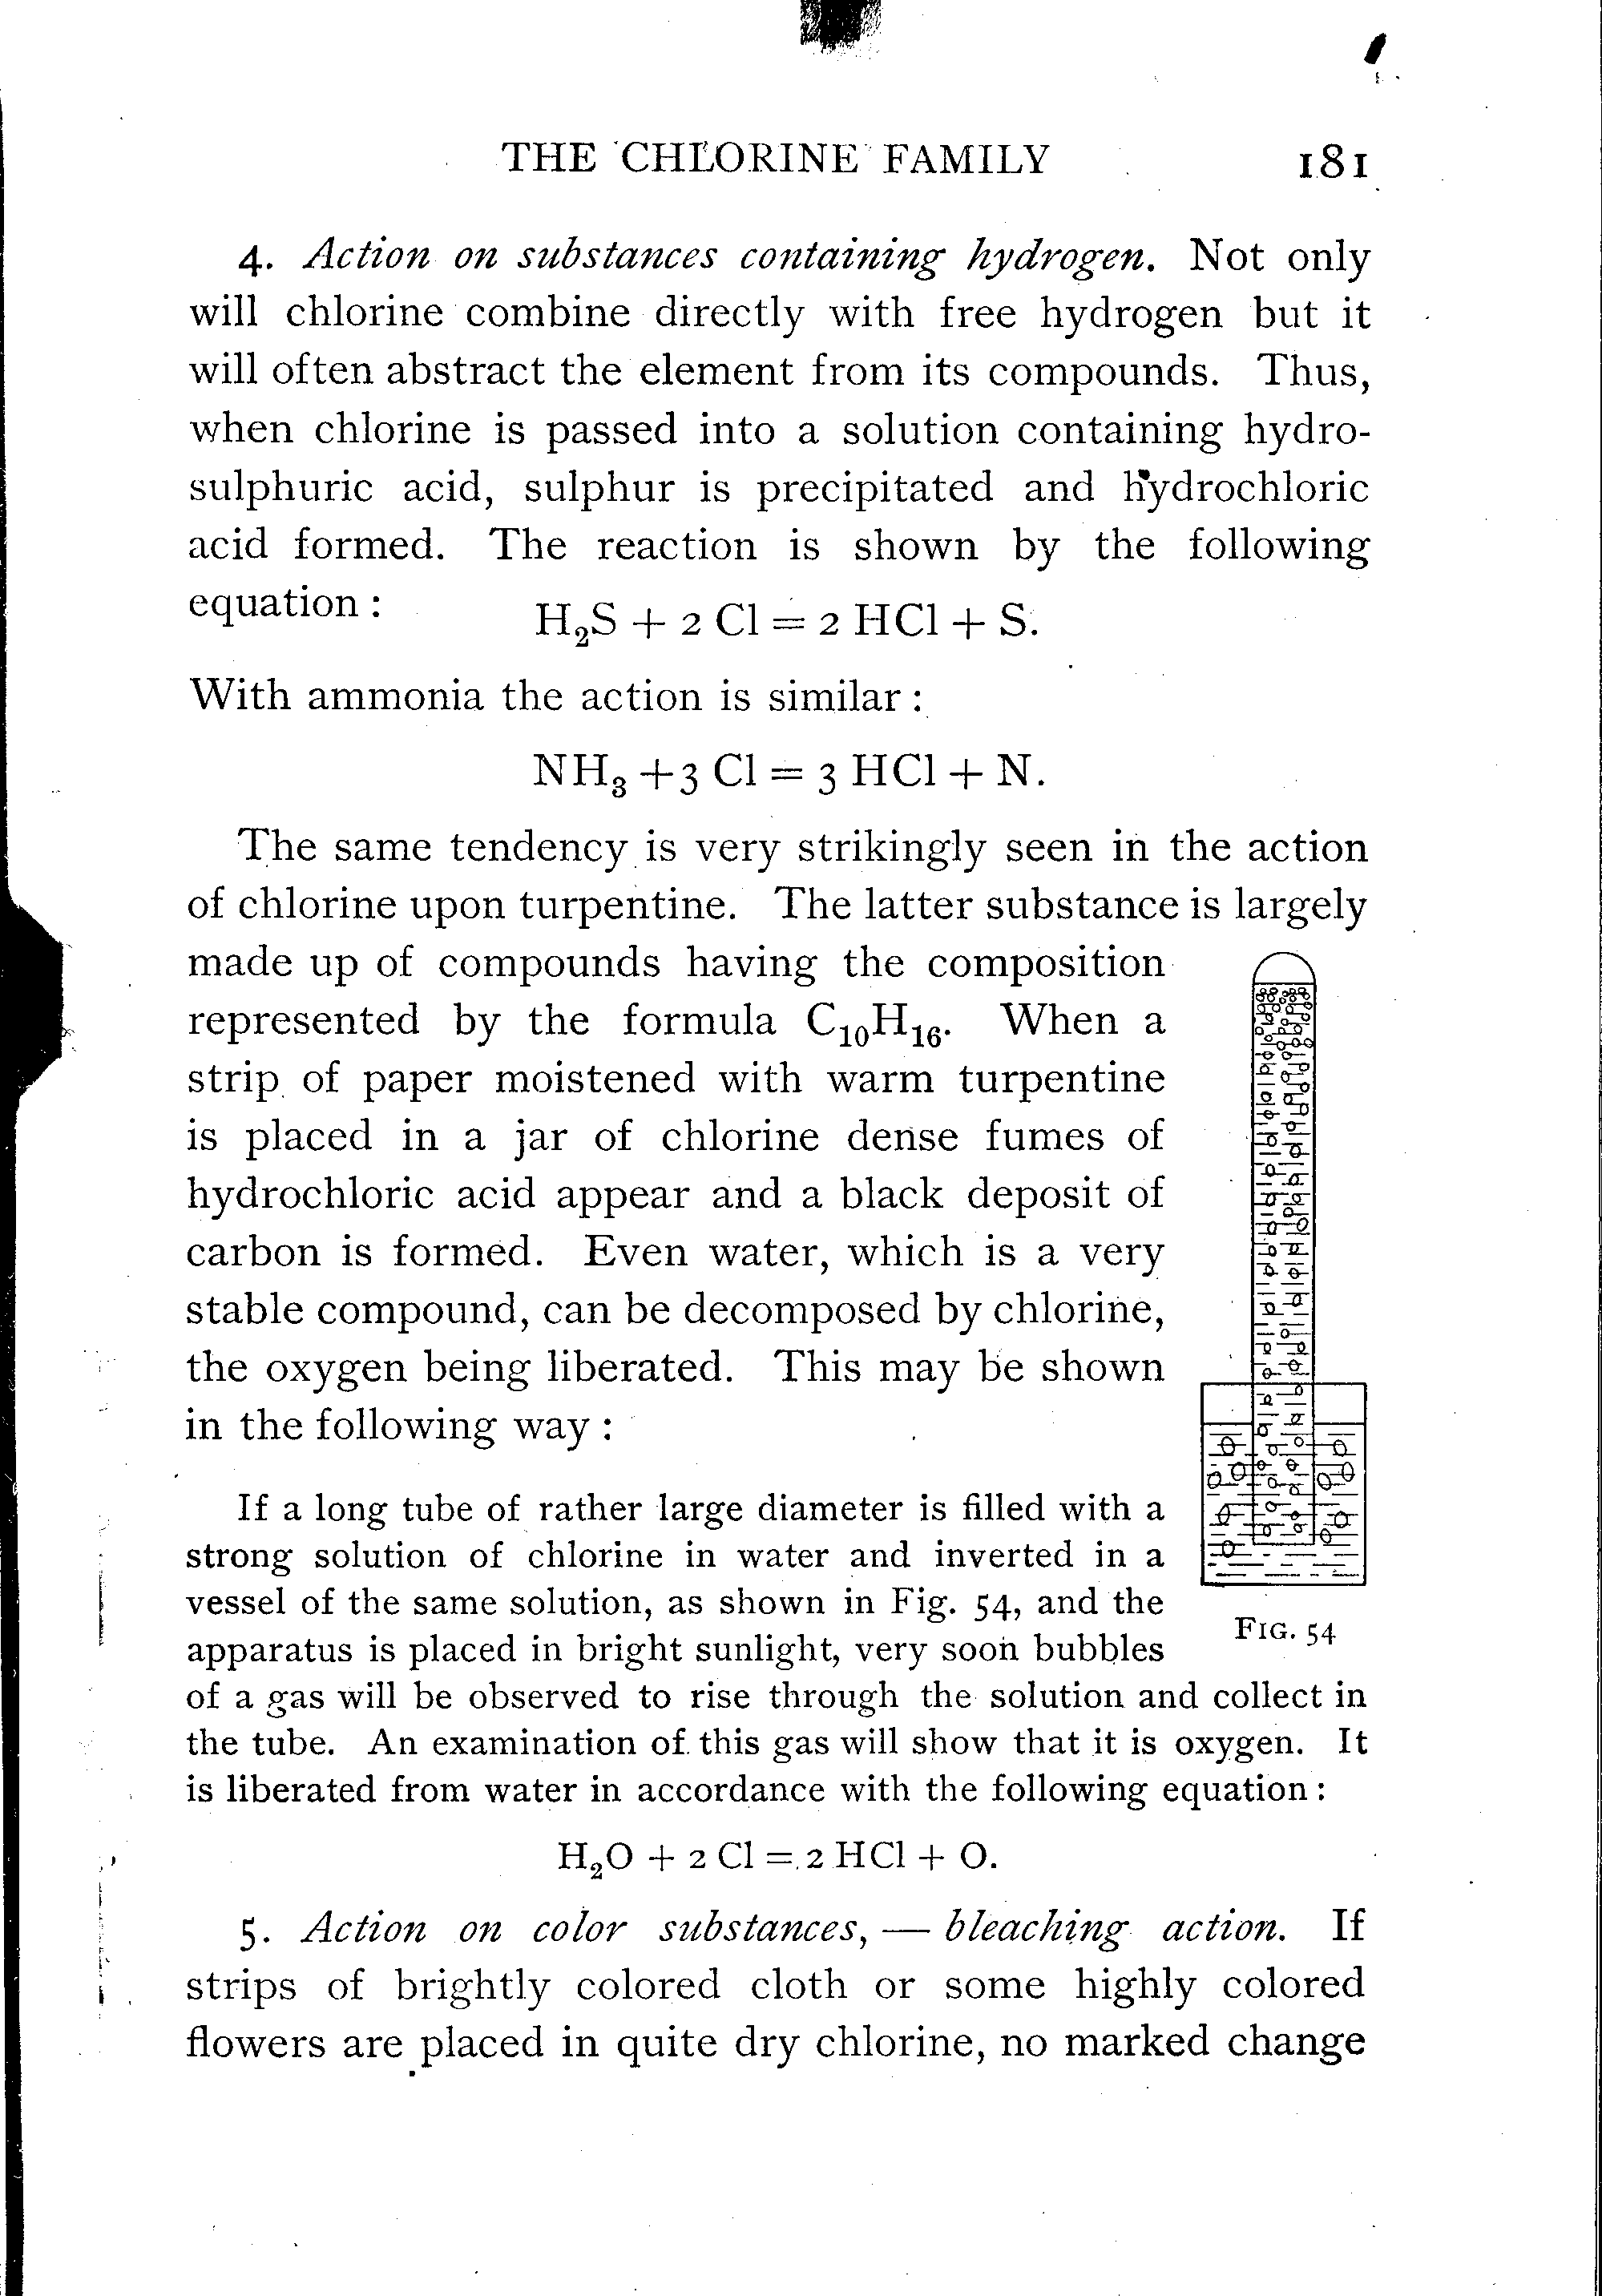 THE CHLORINE FAMILY 181
4. Action on substances containing hydrogen. Not only
will chlorine combine directly with free hydrogen but it
will often abstract the element from its compounds. Thus,
when chlorine is passed into a solution containing hydro-
sulphuric acid, sulphur is precipitated and hydrochloric
acid formed. The reaction is shown by the following
equation:
H₂S + 2 Cl = 2 HCl + S.
With ammonia the action is similar:
NH₃ +3 Cl = 3 HCl + N.
The same tendency is very strikingly seen in the action
of chlorine upon turpentine. The latter substance is largely
made up of compounds having the composition
represented by the formula C₁₀H₁₆. When a
strip of paper moistened with warm turpentine
is placed in a jar of chlorine dense fumes of
hydrochloric acid appear and a black deposit of
carbon is formed. Even water, which is a very
stable compound, can be decomposed by chlorine,
the oxygen being liberated. This may be shown
in the following way:
If a long tube of rather large diameter is filled with a
strong solution of chlorine in water and inverted in a
vessel of the same solution, as shown in Fig. 54, and the
apparatus is placed in bright sunlight, very soon bubbles
FIG. 54
of a gas will be observed to rise through the solution and collect in
the tube. An examination of this gas will show that it is oxygen. It
is liberated from water in accordance with the following equation:
H₂O + 2 Cl = 2 HCl + O.
5. Action on color substances, — bleaching action. If
strips of brightly colored cloth or some highly colored
flowers are placed in quite dry chlorine, no marked change